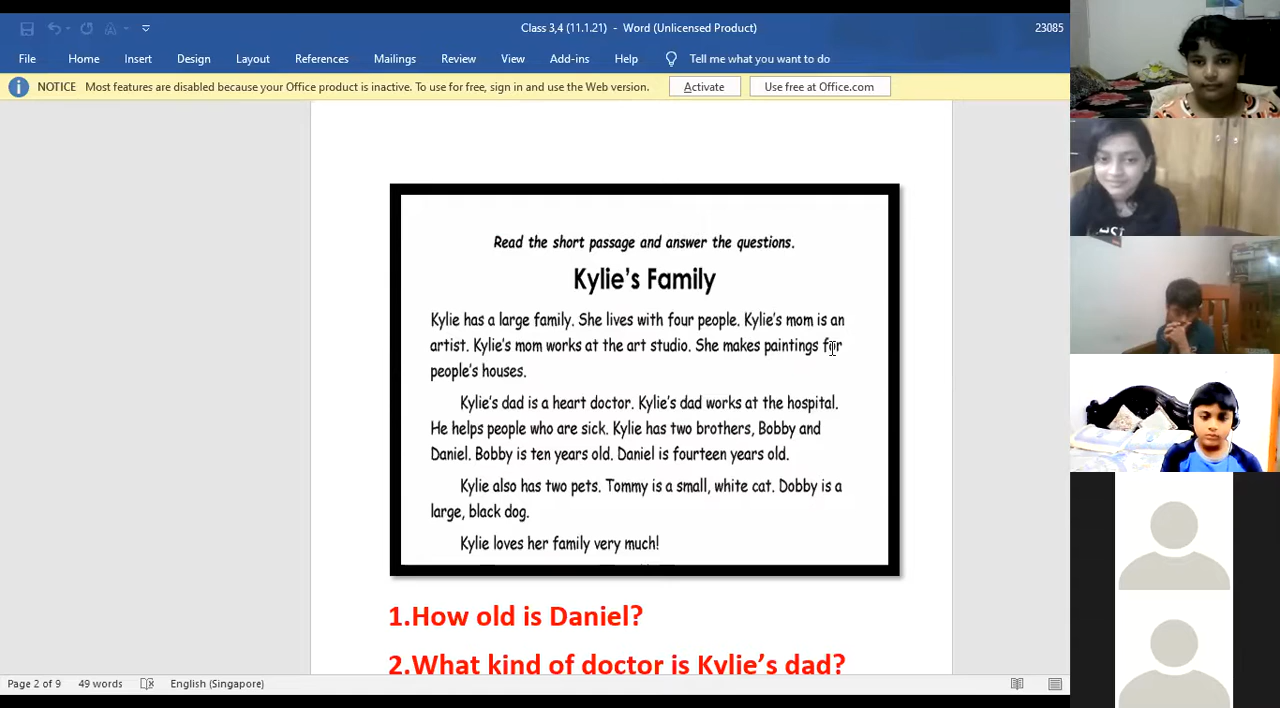 Class 3,4 (11.1.21) - Word (Unlicensed Product)
23085
File Home Insert Design Layout References Mailings Review View Add-ins Help Tell me what you want to do
NOTICE Most features are disabled because your Office product is inactive. To use for free, sign in and use the Web version. Activate Use free at Office.com
Read the short passage and answer the questions.
Kylie's Family
Kylie has a large family. She lives with four people. Kylie's mom is an
artist. Kylie's mom works at the art studio. She makes paintings for
people's houses.
Kylie's dad is a heart doctor. Kylie's dad works at the hospital.
He helps people who are sick. Kylie has two brothers, Bobby and
Daniel. Bobby is ten years old. Daniel is fourteen years old.
Kylie also has two pets. Tommy is a small, white cat. Dobby is a
large, black dog.
Kylie loves her family very much!
1.How old is Daniel?
2.What kind of doctor is Kylie's dad?
Page 2 of 9 49 words English (Singapore)